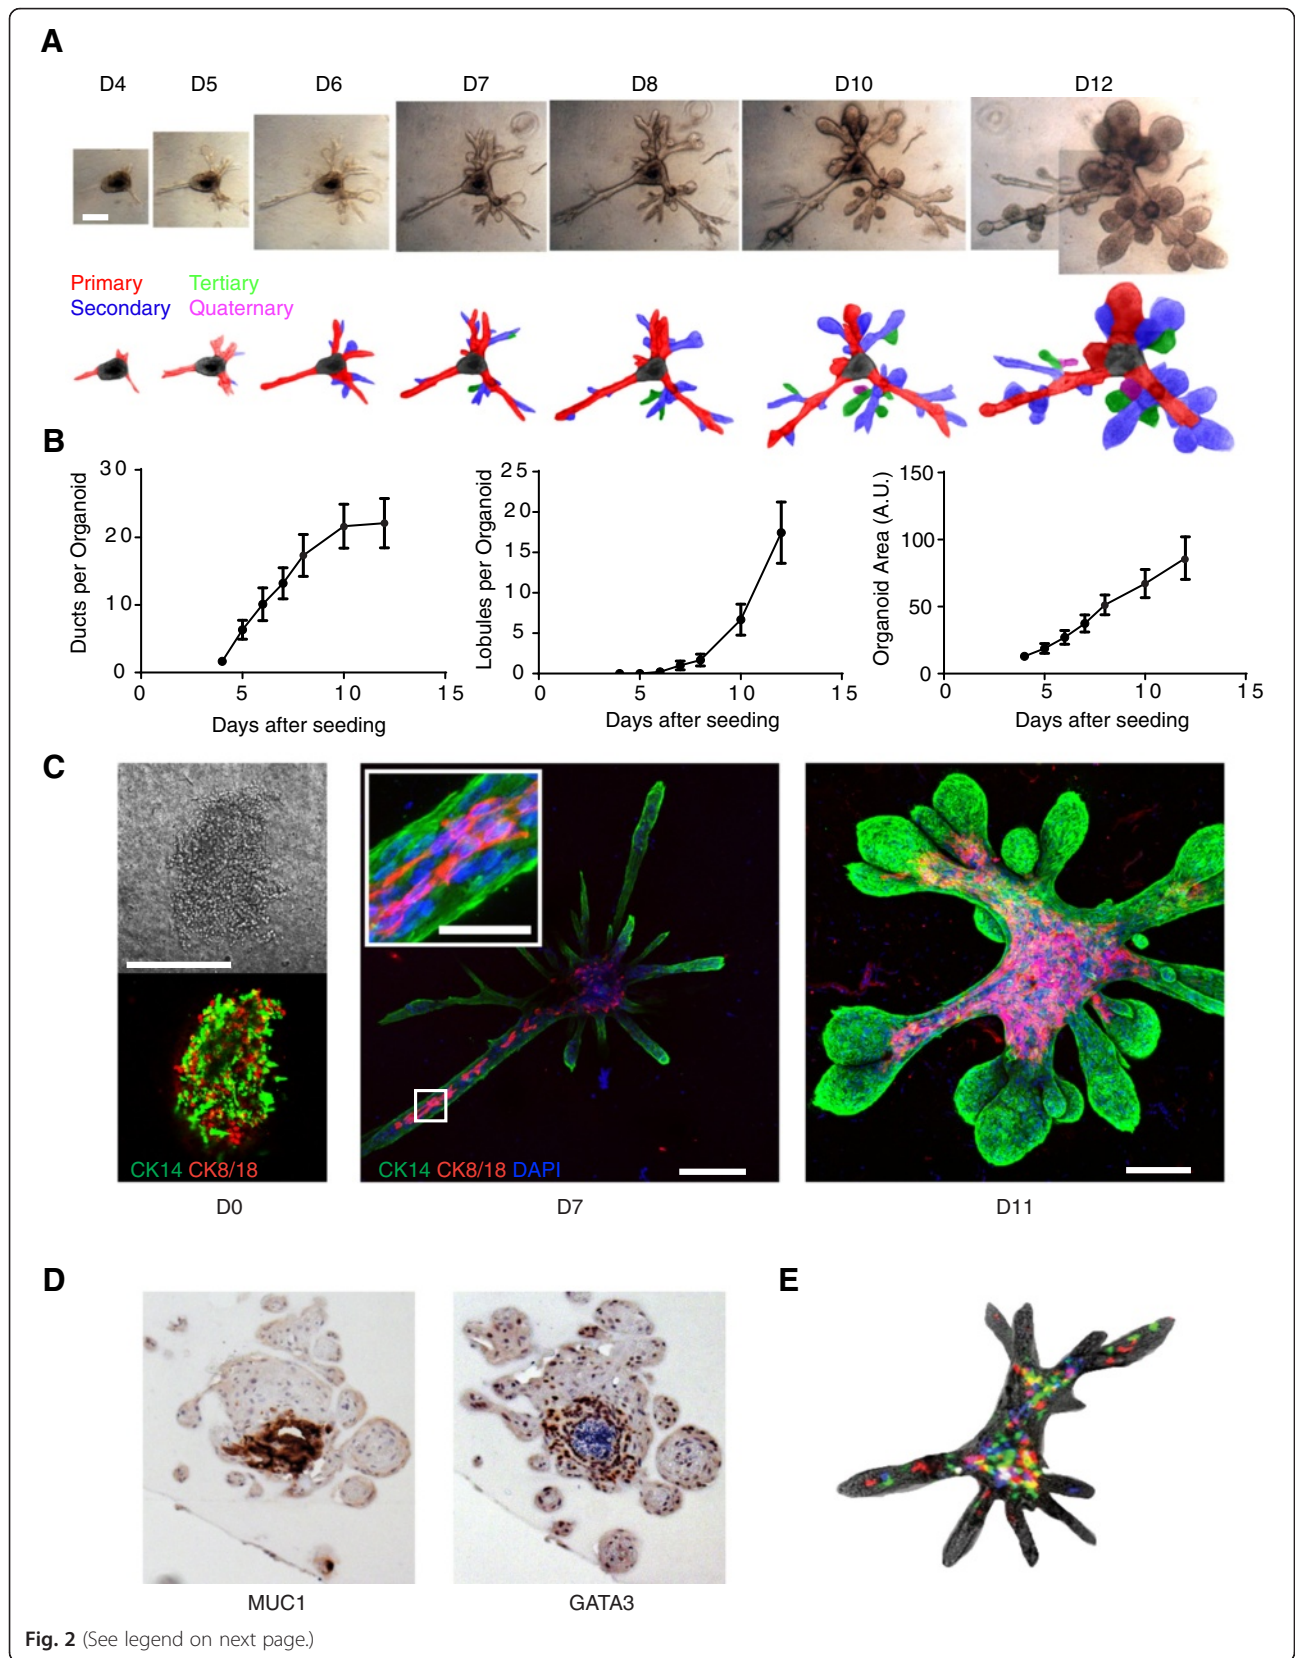 A
D4 D5 D6 D7 D8 D10 D12
Primary Tertiary
Secondary Quaternary
B
Ducts per Organoid
30
20
10
0
0 5 10 15
Days after seeding
Lobules per Organoid
25
20
15
10
5
0
0 5 10 15
Days after seeding
Organoid Area (A.U.)
150
100
50
0
0 5 10 15
Days after seeding
C
CK14 CK8/18
CK14 CK8/18 DAPI
D0 D7 D11
D
E
MUC1 GATA3
Fig. 2 (See legend on next page.)